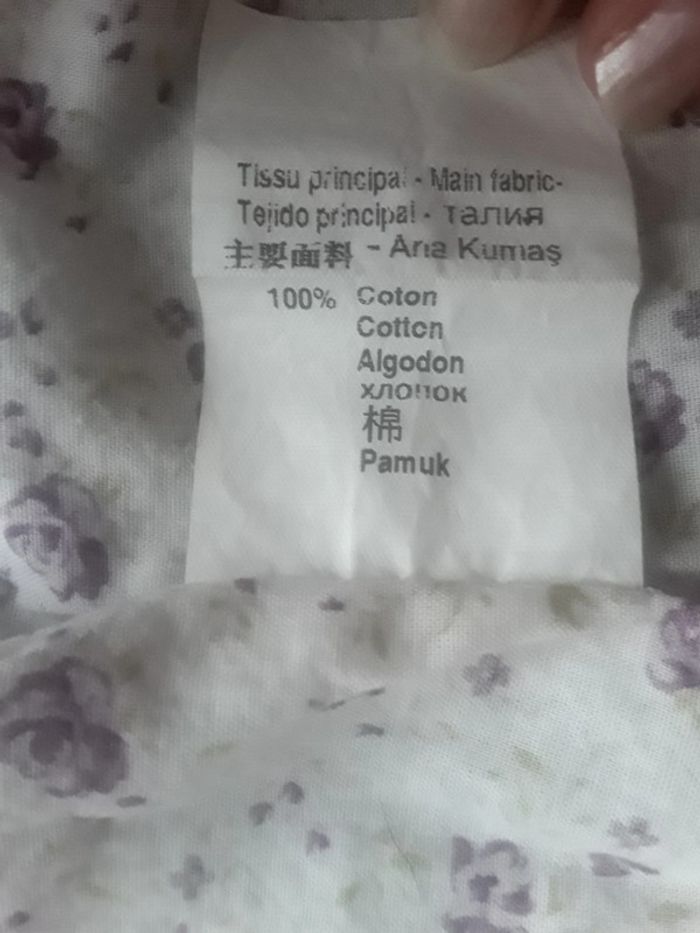 Tissu principal - Main fabric-
Tejido principal - талия
主要面料 - Ana Kumaş
100% Coton
Cotton
Algodon
хлопок
棉
Pamuk